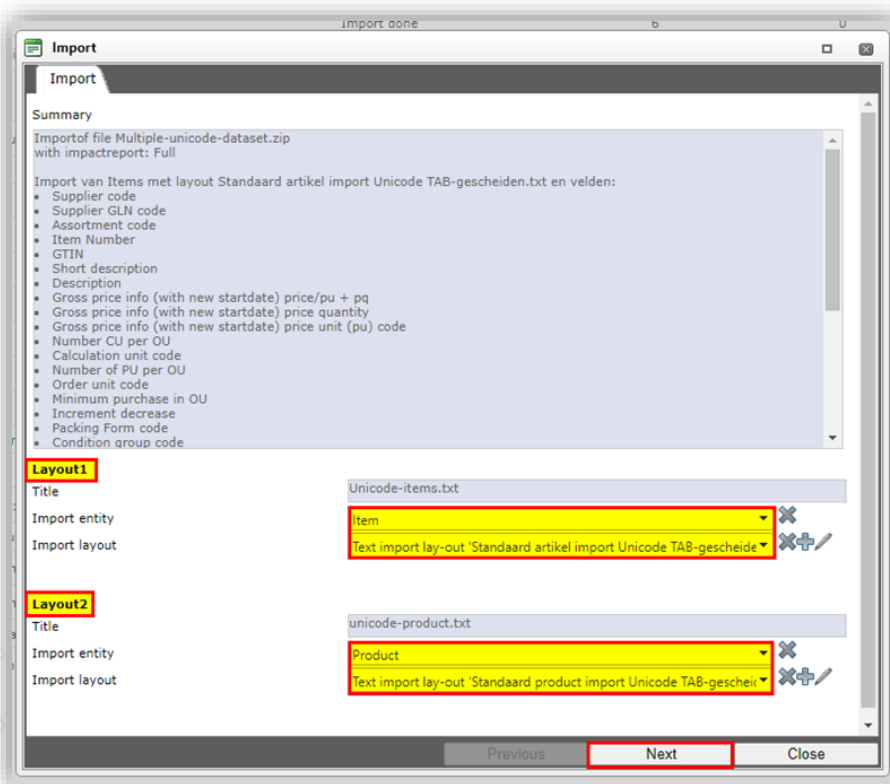 Import done 6 0
Import
Import
Summary
Importof file Multiple-unicode-dataset.zip
with impactreport: Full
Import van Items met layout Standaard artikel import Unicode TAB-gescheiden.txt en velden:
• Supplier code
• Supplier GLN code
• Assortment code
• Item Number
• GTIN
• Short description
• Description
• Gross price info (with new startdate) price/pu + pq
• Gross price info (with new startdate) price quantity
• Gross price info (with new startdate) price unit (pu) code
• Number CU per OU
• Calculation unit code
• Number of PU per OU
• Order unit code
• Minimum purchase in OU
• Increment decrease
• Packing Form code
• Condition group code
Layout1
Title Unicode-items.txt
Import entity Item
Import layout Text import lay-out 'Standaard artikel import Unicode TAB-gescheide
Layout2
Title unicode-product.txt
Import entity Product
Import layout Text import lay-out 'Standaard product import Unicode TAB-gescheid
Previous Next Close